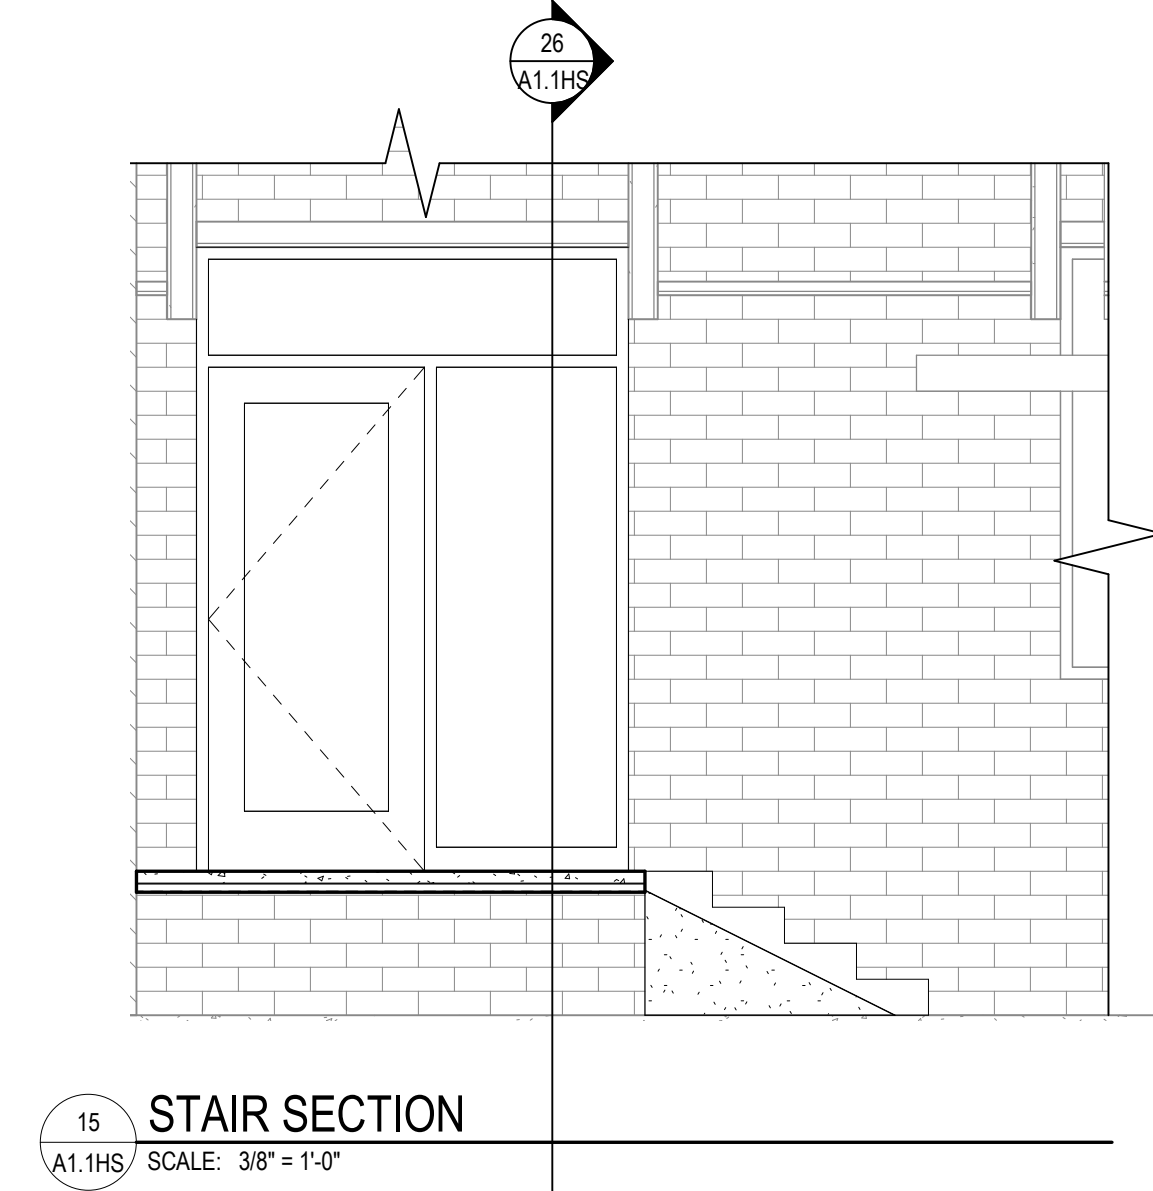 26
A1.1HS
15
A1.1HS
STAIR SECTION
SCALE: 3/8" = 1'-0"